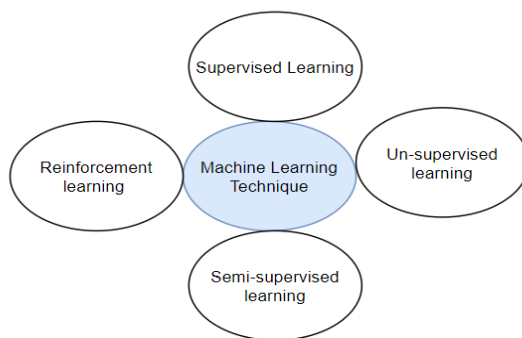 Supervised Learning
Reinforcement
learning
Machine Learning
Technique
Un-supervised
learning
Semi-supervised
learning